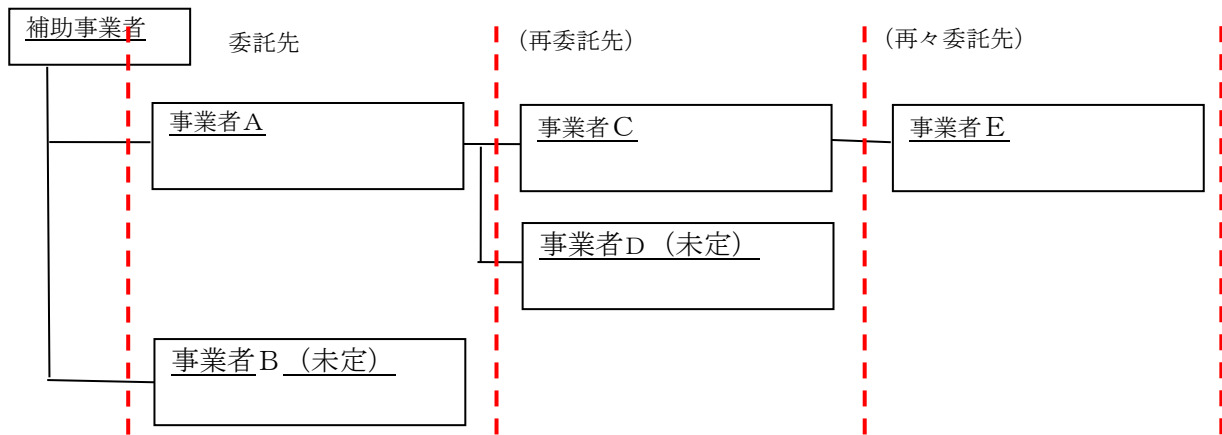 補助事業者
委託先
(再委託先)
(再々委託先)
事業者A
事業者C
事業者E
事業者D(未定)
事業者B(未定)